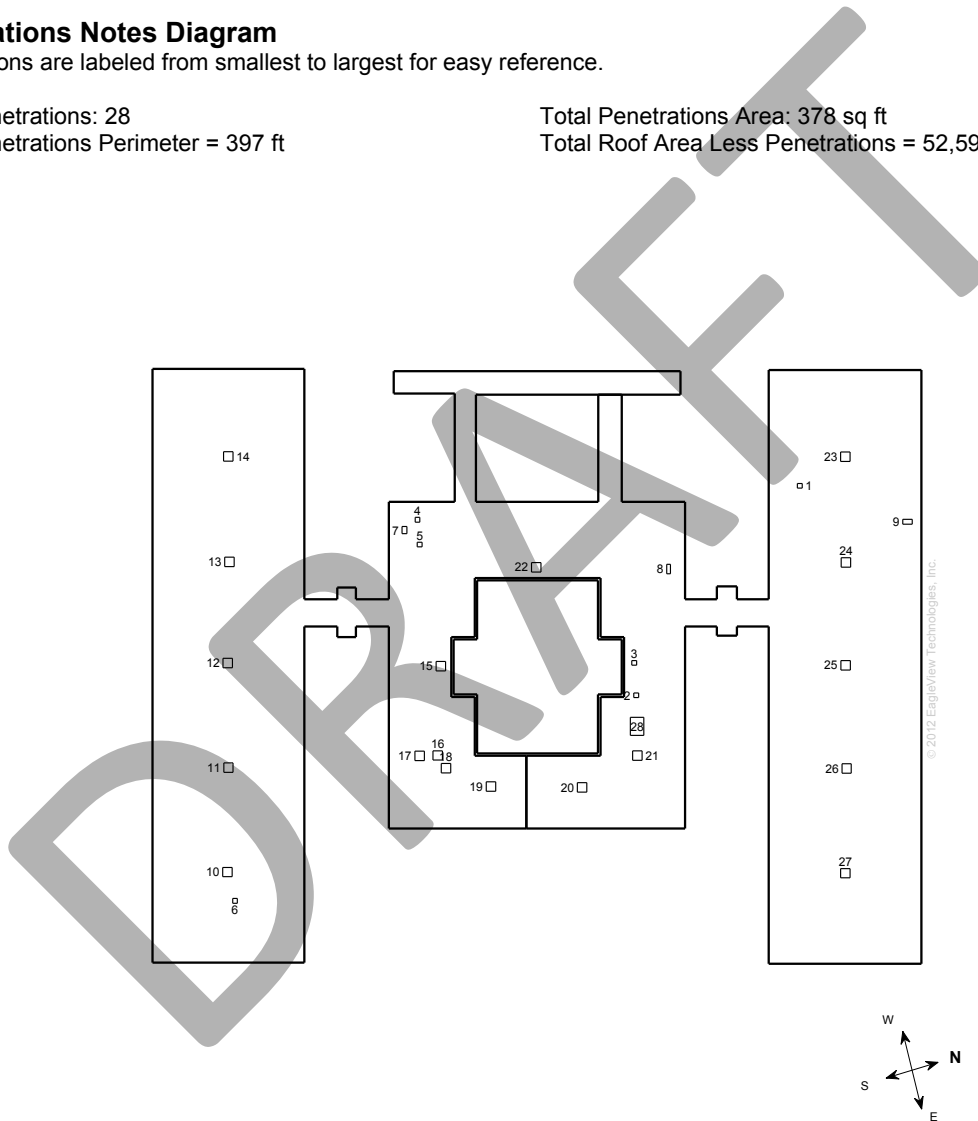 ations Notes Diagram
ons are labeled from smallest to largest for easy reference.
netrations: 28
Total Penetrations Area: 378 sq ft
netrations Perimeter = 397 ft
Total Roof Area Less Penetrations = 52,59
DRAFT
14
23
1
4
7
5
9
13
22
8
24
12
15
3
25
2
28
16
17
18
21
11
26
19
20
10
27
6
© 2012 EagleView Technologies, Inc.
W
N
S
E